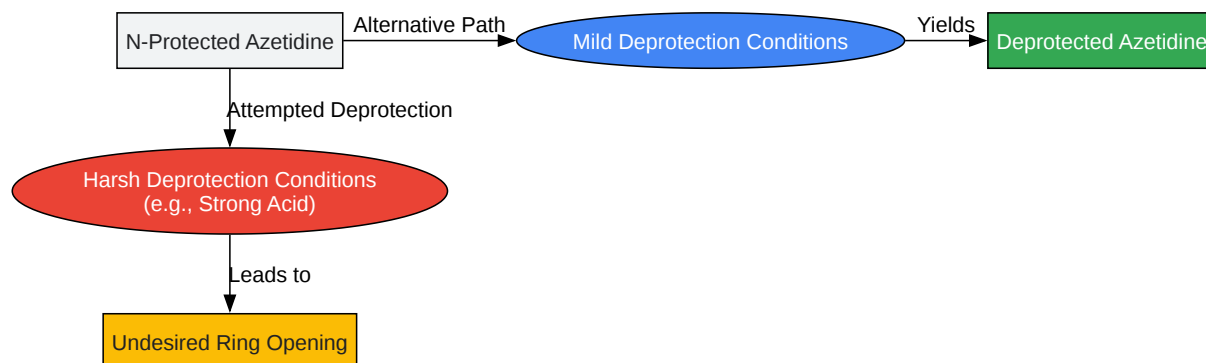 N-Protected Azetidine
Alternative Path
Mild Deprotection Conditions
Yields
Deprotected Azetidine
Attempted Deprotection
Harsh Deprotection Conditions
(e.g., Strong Acid)
Leads to
Undesired Ring Opening